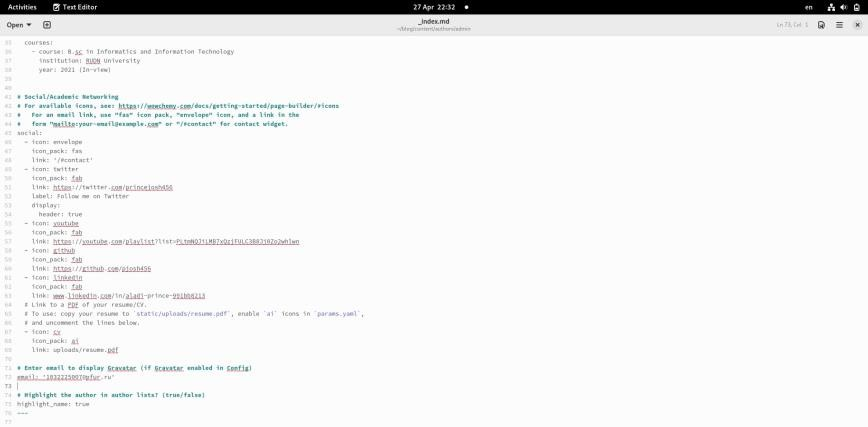 Activities Text Editor 27 Apr 22:32 en
Open _index.md Ln 73, Col 1
~/blog/content/authors/admin
35 courses:
36 - course: B.sc in Informatics and Information Technology
37 institution: RUDN University
38 year: 2021 (In-view)
39
40
41 # Social/Academic Networking
42 # For available icons, see: https://wowchemy.com/docs/getting-started/page-builder/#icons
43 # For an email link, use "fas" icon pack, "envelope" icon, and a link in the
44 # form "mailto:your-email@example.com" or "/#contact" for contact widget.
45 social:
46 - icon: envelope
47 icon_pack: fas
48 link: '/#contact'
49 - icon: twitter
50 icon_pack: fab
51 link: https://twitter.com/princejosh456
52 label: Follow me on Twitter
53 display:
54 header: true
55 - icon: youtube
56 icon_pack: fab
57 link: https://youtube.com/playlist?list=
58 - icon: github
59 icon_pack: fab
60 link: https://github.com/pjosh456
61 - icon: linkedin
62 icon_pack: fab
63 link: www.linkedin.com/in/aladi-prince-991bb8213
64 # Link to a PDF of your resume/CV.
65 # To use: copy your resume to `static/uploads/resume.pdf`, enable `ai` icons in `params.yaml`,
66 # and uncomment the lines below.
67 - icon: cv
68 icon_pack: ai
69 link: uploads/resume.pdf
70
71 # Enter email to display Gravatar (if Gravatar enabled in Config)
72 email: '1032225007@pfur.ru'
73
74 # Highlight the author in author lists? (true/false)
75 highlight_name: true
76 ---
77